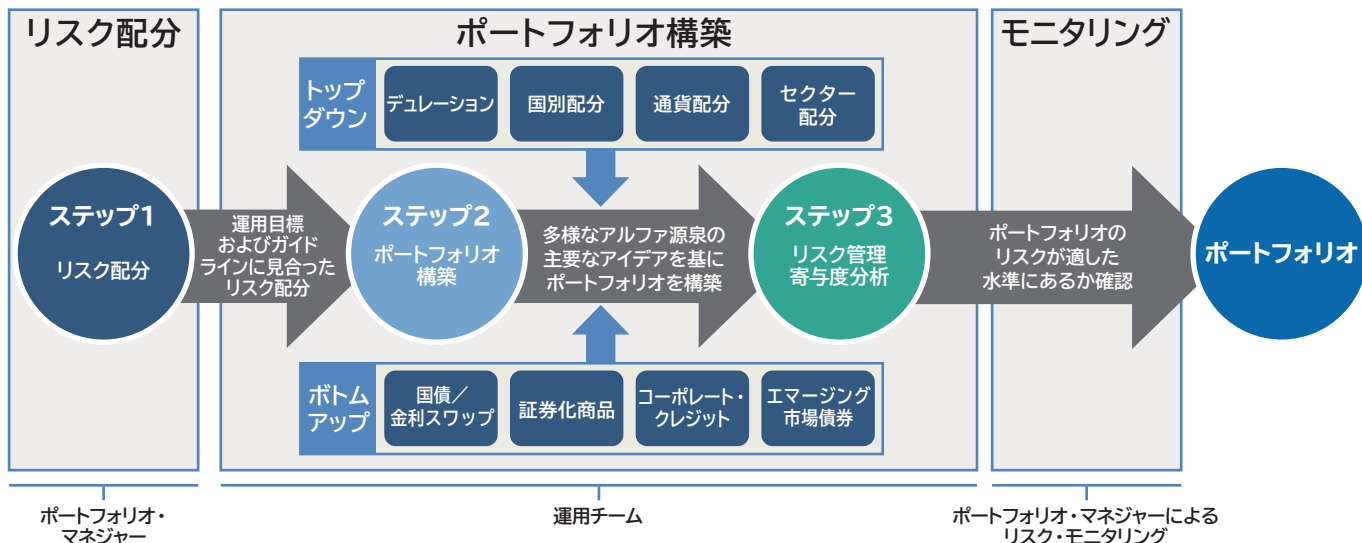 リスク配分
ポートフォリオ構築
モニタリング
トップ
ダウン
デュレーション
国別配分
通貨配分
セクター
配分
ステップ1
リスク配分
運用目標
およびガイド
ラインに見合った
リスク配分
ステップ2
ポートフォリオ
構築
多様なアルファ源泉の
主要なアイデアを基に
ポートフォリオを構築
ステップ3
リスク管理
寄与度分析
ポートフォリオの
リスクが適した
水準にあるか確認
ポートフォリオ
ボトム
アップ
国債／
金利スワップ
証券化商品
コーポレート・
クレジット
エマージング
市場債券
ポートフォリオ・
マネジャー
運用チーム
ポートフォリオ・マネジャーによる
リスク・モニタリング